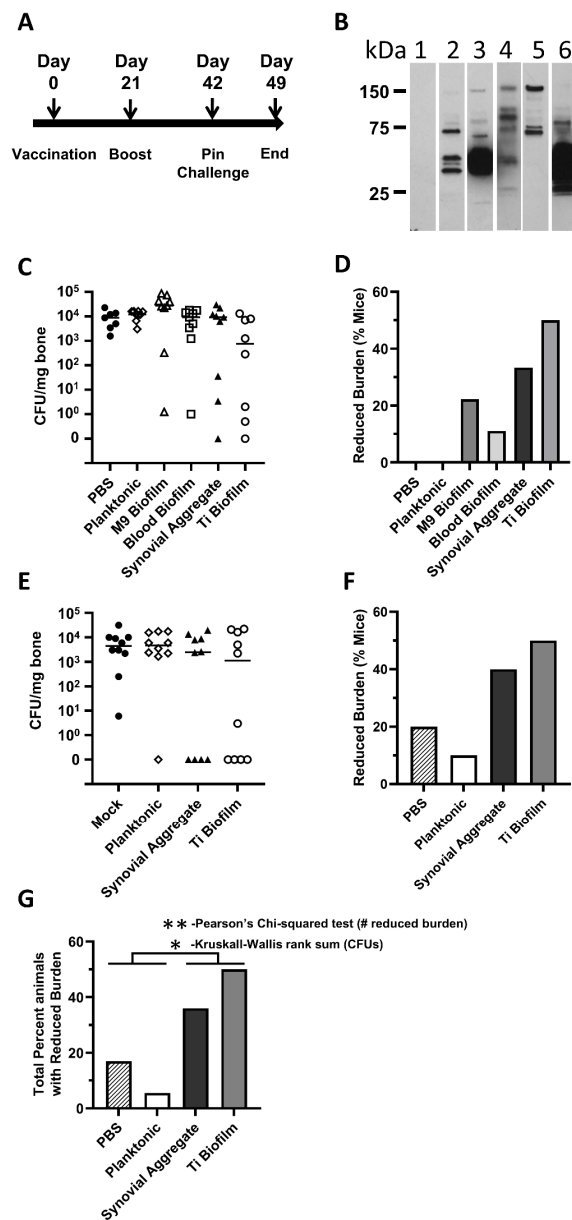 A
Day Day Day Day
0 21 42 49
Vaccination Boost Pin Challenge End
B
kDa 1 2 3 4 5 6
150
75
25
C
CFU/mg bone
10⁵
10⁴
10³
10²
10¹
10⁰
0
PBS
Planktonic
M9 Biofilm
Blood Biofilm
Synovial Aggregate
Ti Biofilm
D
Reduced Burden (% Mice)
60
40
20
0
PBS
Planktonic
M9 Biofilm
Blood Biofilm
Synovial Aggregate
Ti Biofilm
E
CFU/mg bone
10⁵
10⁴
10³
10²
10¹
10⁰
0
Mock
Planktonic
Synovial Aggregate
Ti Biofilm
F
Reduced Burden (% Mice)
60
40
20
0
PBS
Planktonic
Synovial Aggregate
Ti Biofilm
G
** -Pearson's Chi-squared test (# reduced burden)
* -Kruskall-Wallis rank sum (CFUs)
Total Percent animals
with Reduced Burden
60
40
20
0
PBS
Planktonic
Synovial Aggregate
Ti Biofilm